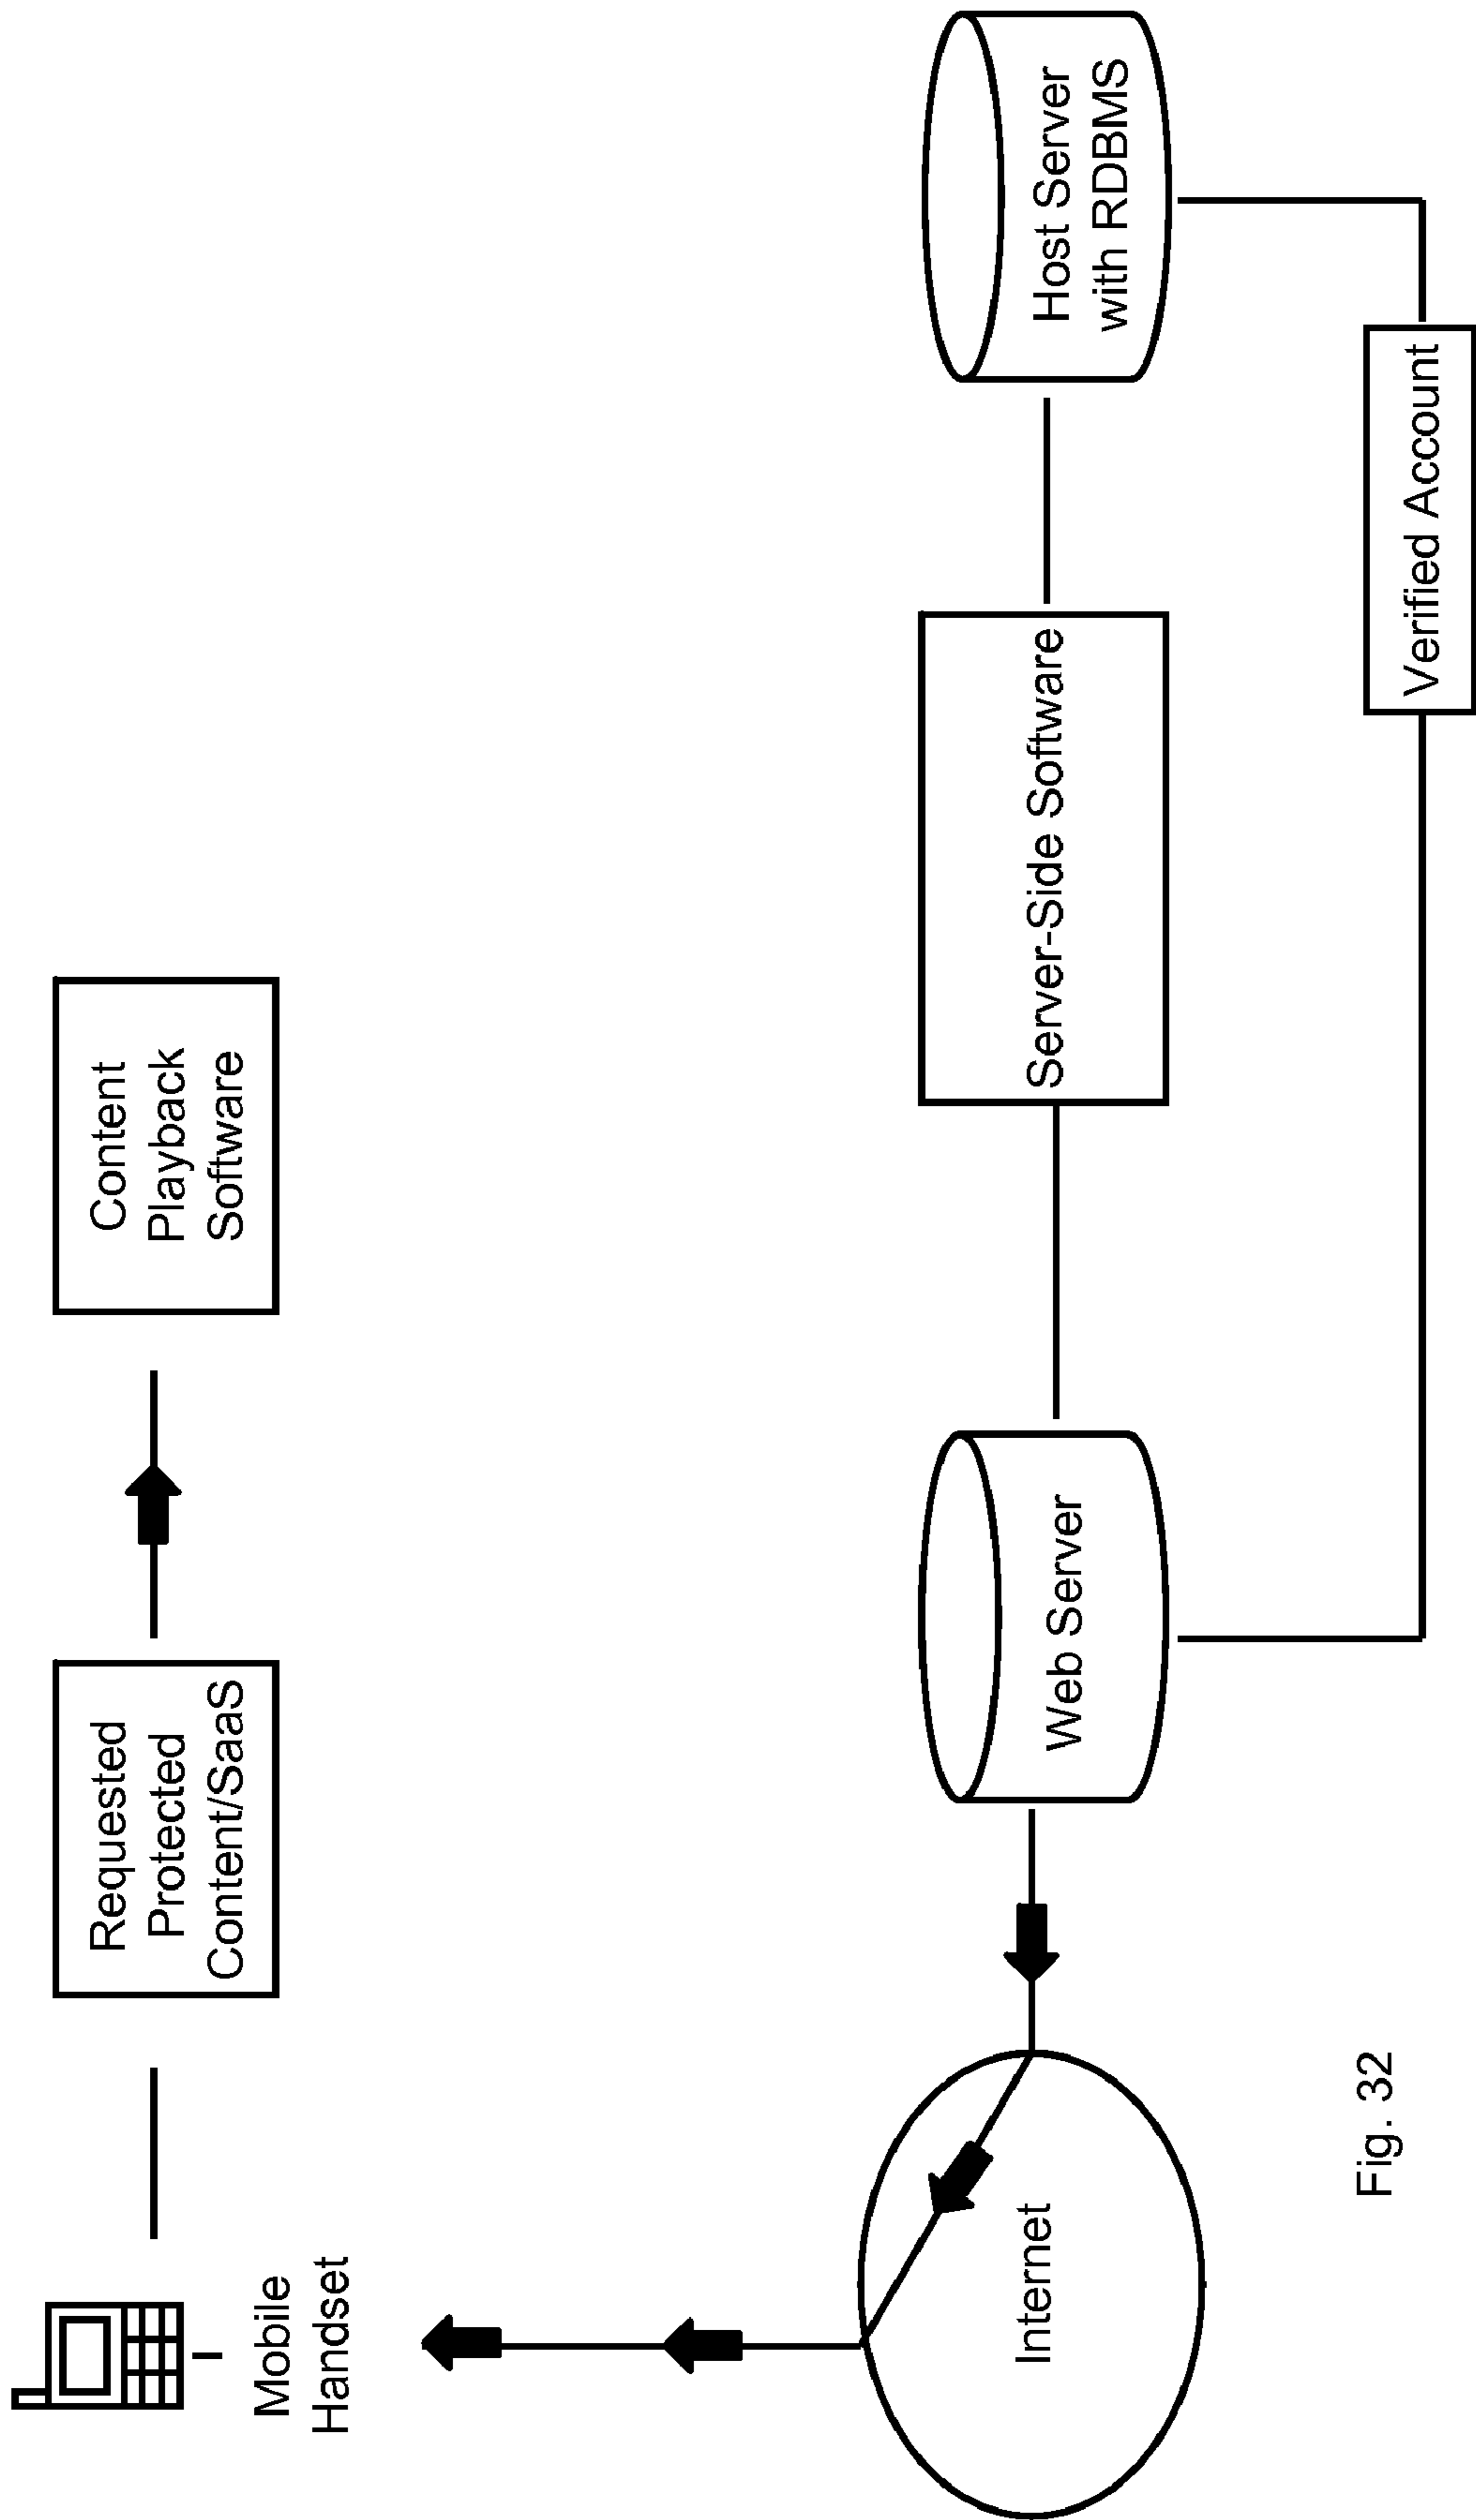 Mobile
Handset
Requested
Protected
Content/SaaS
Content
Playback
Software
Internet
Web Server
Server-Side Software
Host Server
with RDBMS
Verified Account
Fig. 32